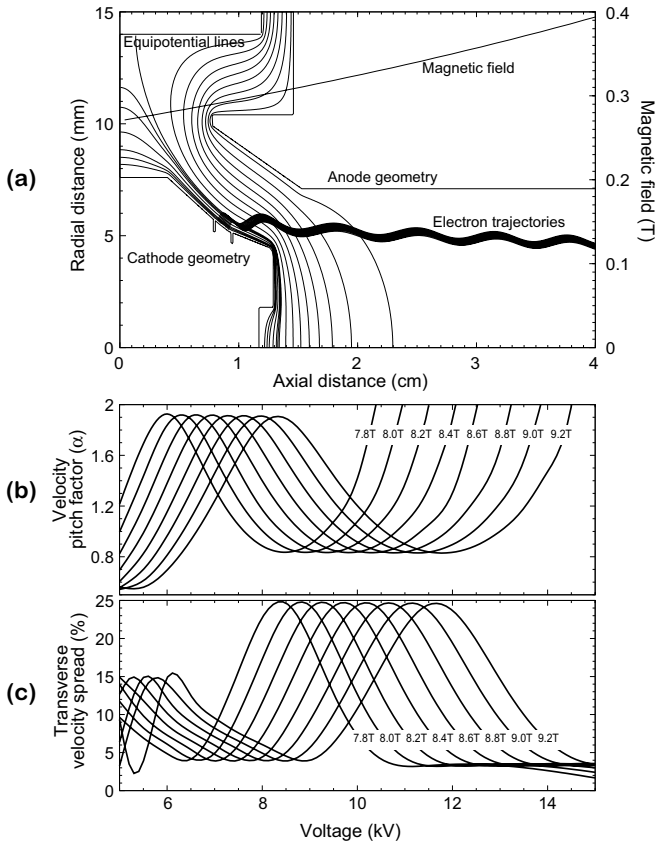 (a)
Radial distance (mm)
15
10
5
0
Equipotential lines
Magnetic field
Anode geometry
Electron trajectories
Cathode geometry
0.4
0.3
0.2
0.1
0
Magnetic field (T)
0 1 2 3 4
Axial distance (cm)
(b)
Velocity
pitch factor (α)
2
1.6
1.2
0.8
7.8T 8.0T 8.2T 8.4T 8.6T 8.8T 9.0T 9.2T
(c)
Transverse
velocity spread (%)
25
20
15
10
5
0
7.8T 8.0T 8.2T 8.4T 8.6T 8.8T 9.0T 9.2T
6 8 10 12 14
Voltage (kV)